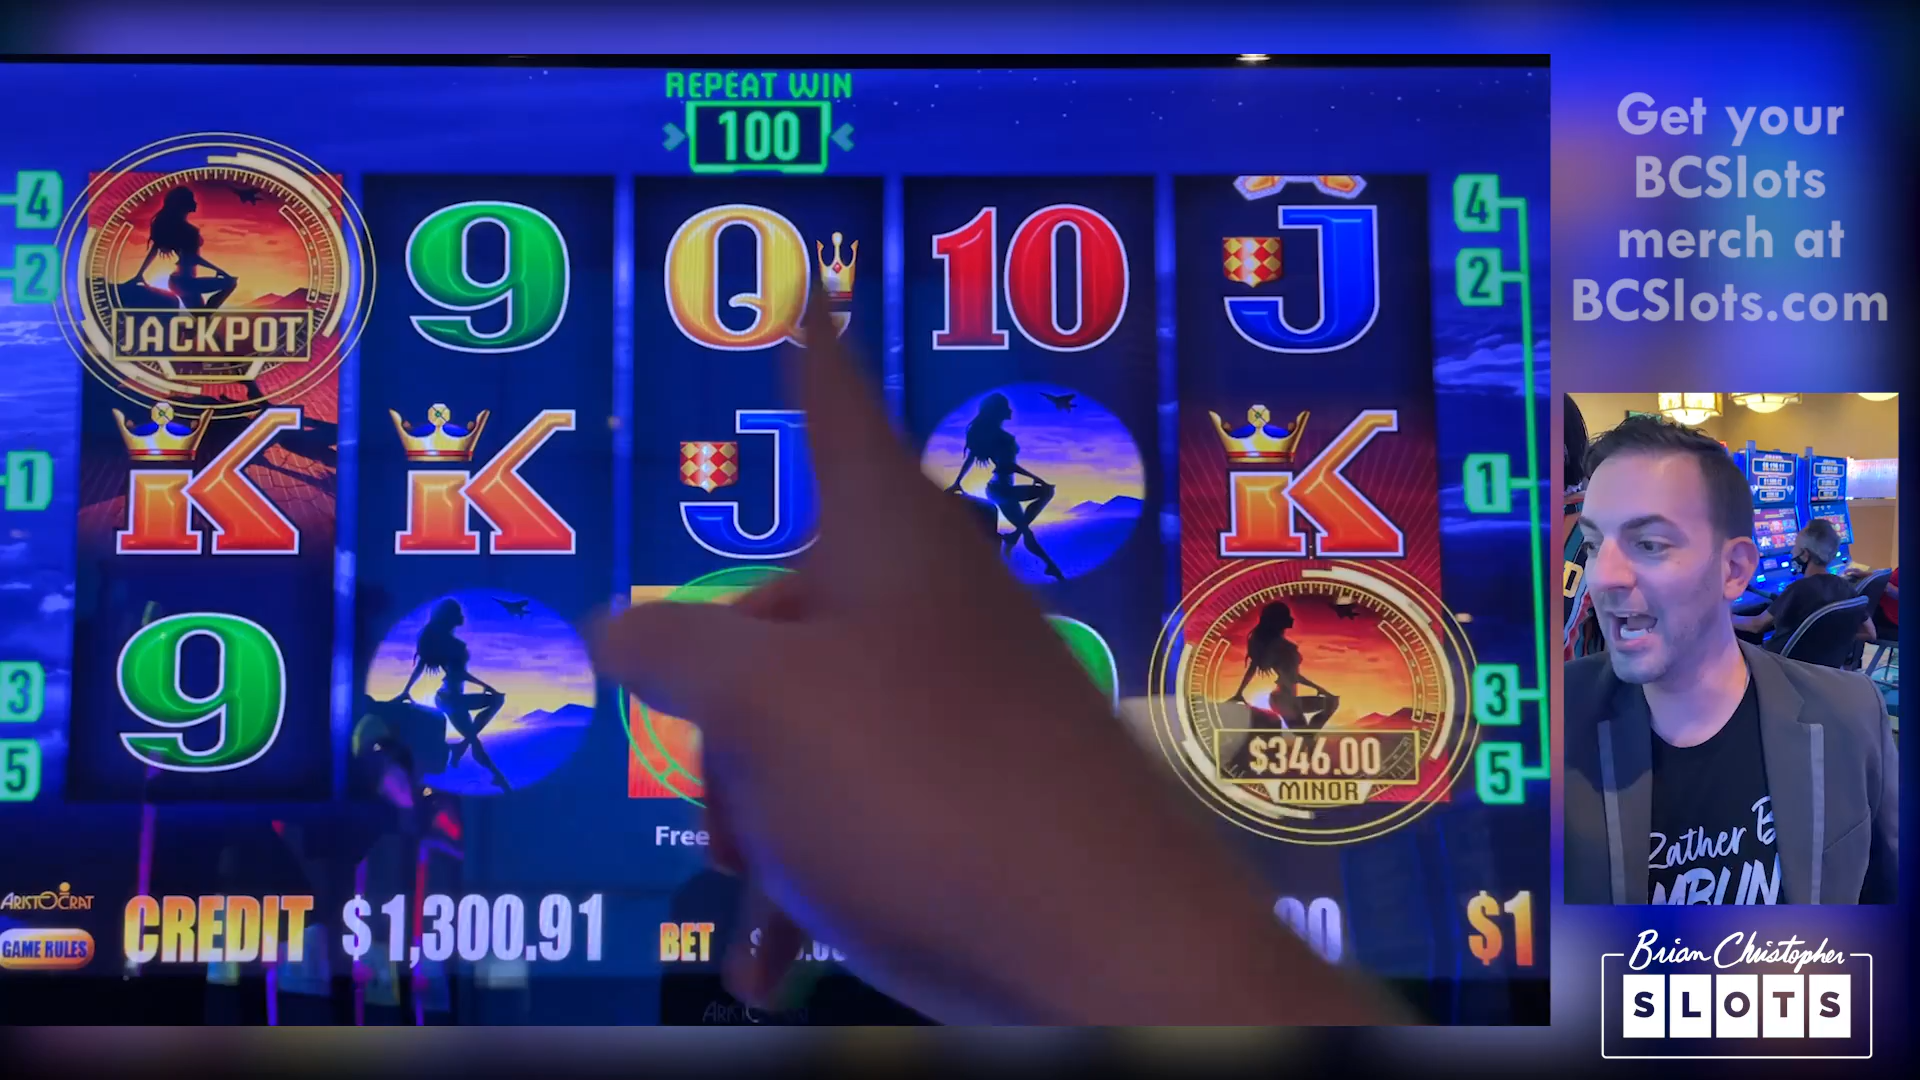 REPEAT WIN
100
Get your
BCSlots
merch at
BCSlots.com
4
4
2
2
9
Q
10
J
JACKPOT
1
K
K
J
K
1
3
9
3
5
$346.00
MINOR
5
Free
ARISTOCRAT
GAME RULES
CREDIT $1,300.91
BET
$1
Rather B
Brian Christopher
SLOTS